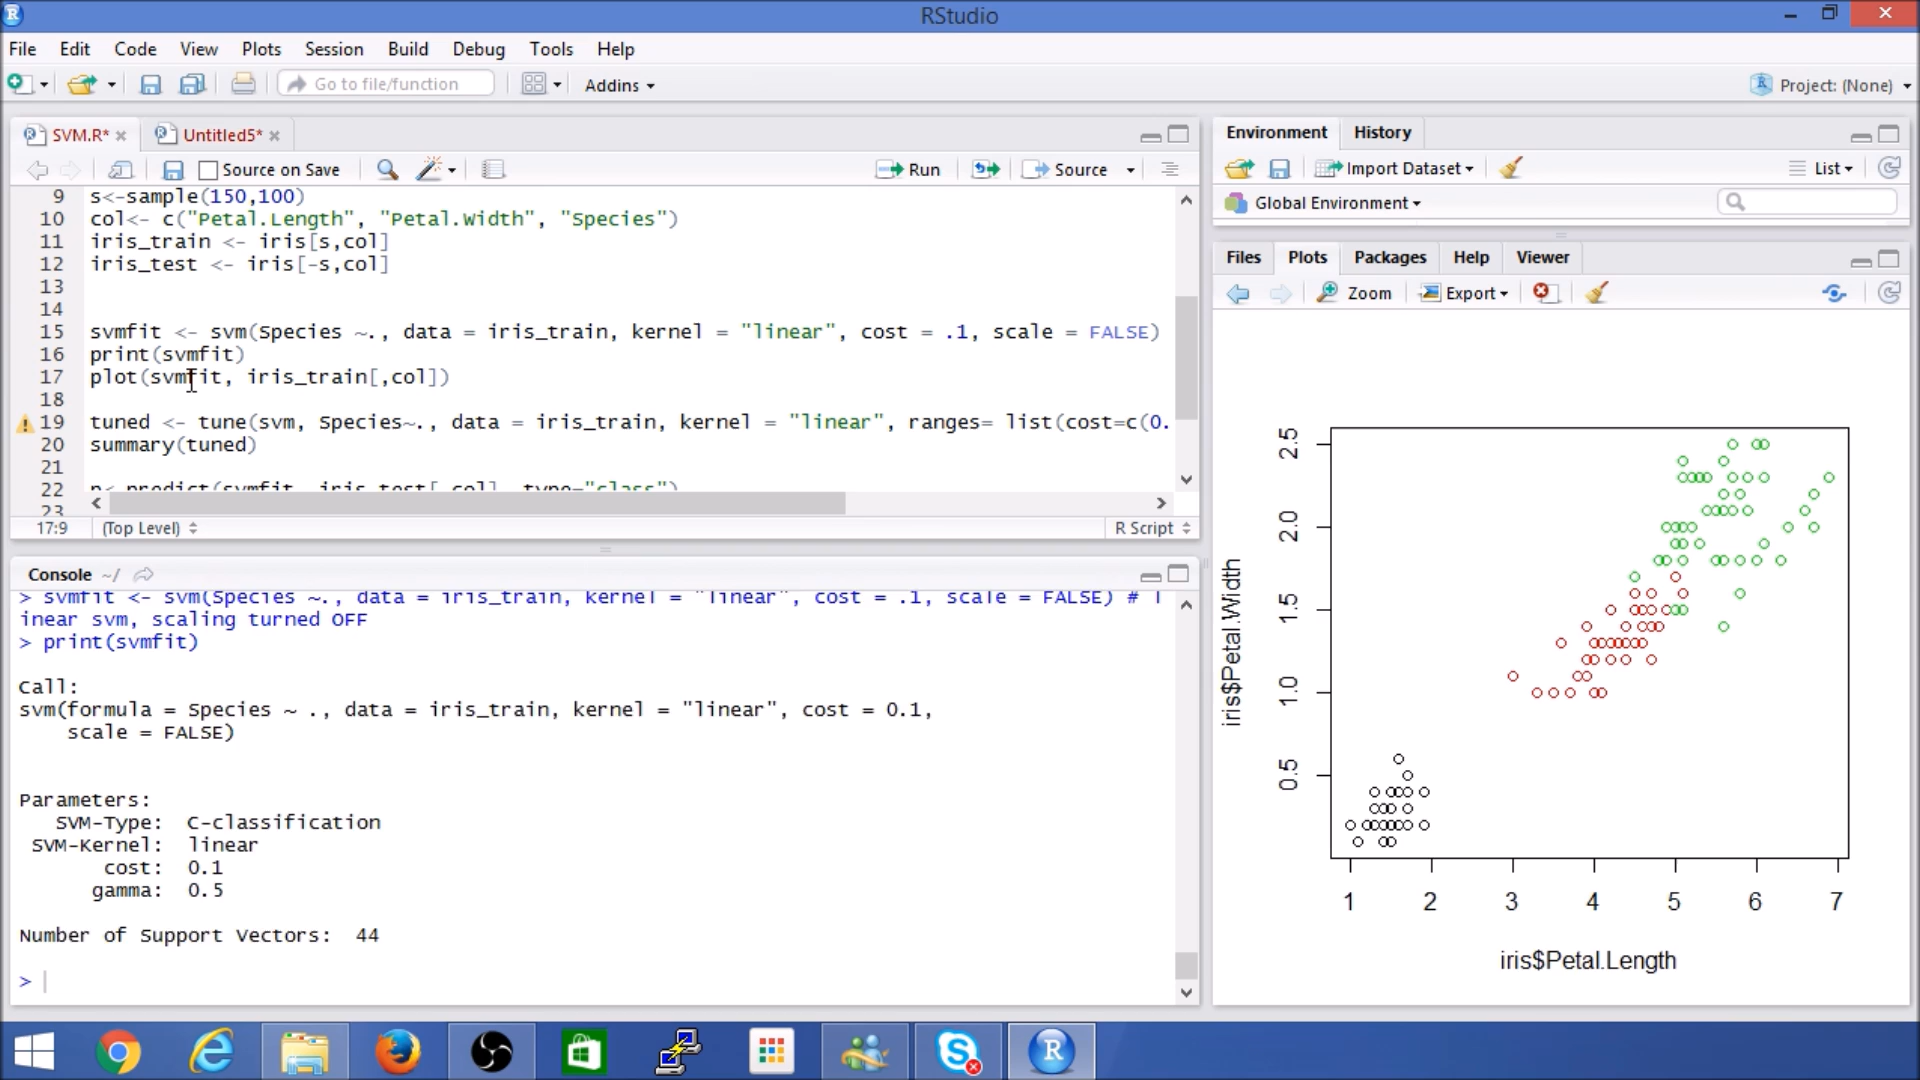 RStudio
File Edit Code View Plots Session Build Debug Tools Help
Go to file/function Addins Project: (None)
SVM.R* Untitled5*
Source on Save Run Source
9 s<-sample(150,100)
10 col<- c("Petal.Length", "Petal.Width", "Species")
11 iris_train <- iris[s,col]
12 iris_test <- iris[-s,col]
13
14
15 svmfit <- svm(Species ~., data = iris_train, kernel = "linear", cost = .1, scale = FALSE)
16 print(svmfit)
17 plot(svmfit, iris_train[,col])
18
19 tuned <- tune(svm, Species~., data = iris_train, kernel = "linear", ranges= list(cost=c(0.
20 summary(tuned)
21
22 p<-predict(svmfit, iris_test[,col], type="class")
23
17:9 (Top Level) R Script
Console ~/
> svmfit <- svm(Species ~., data = iris_train, kernel = "linear", cost = .1, scale = FALSE) # l
inear svm, scaling turned OFF
> print(svmfit)
Call:
svm(formula = Species ~ ., data = iris_train, kernel = "linear", cost = 0.1,
scale = FALSE)
Parameters:
SVM-Type: C-classification
SVM-Kernel: linear
cost: 0.1
gamma: 0.5
Number of Support Vectors: 44
>
Environment History
Import Dataset List
Global Environment
Files Plots Packages Help Viewer
Zoom Export
2.5
2.0
1.5
1.0
0.5
iris$Petal.Width
1 2 3 4 5 6 7
iris$Petal.Length